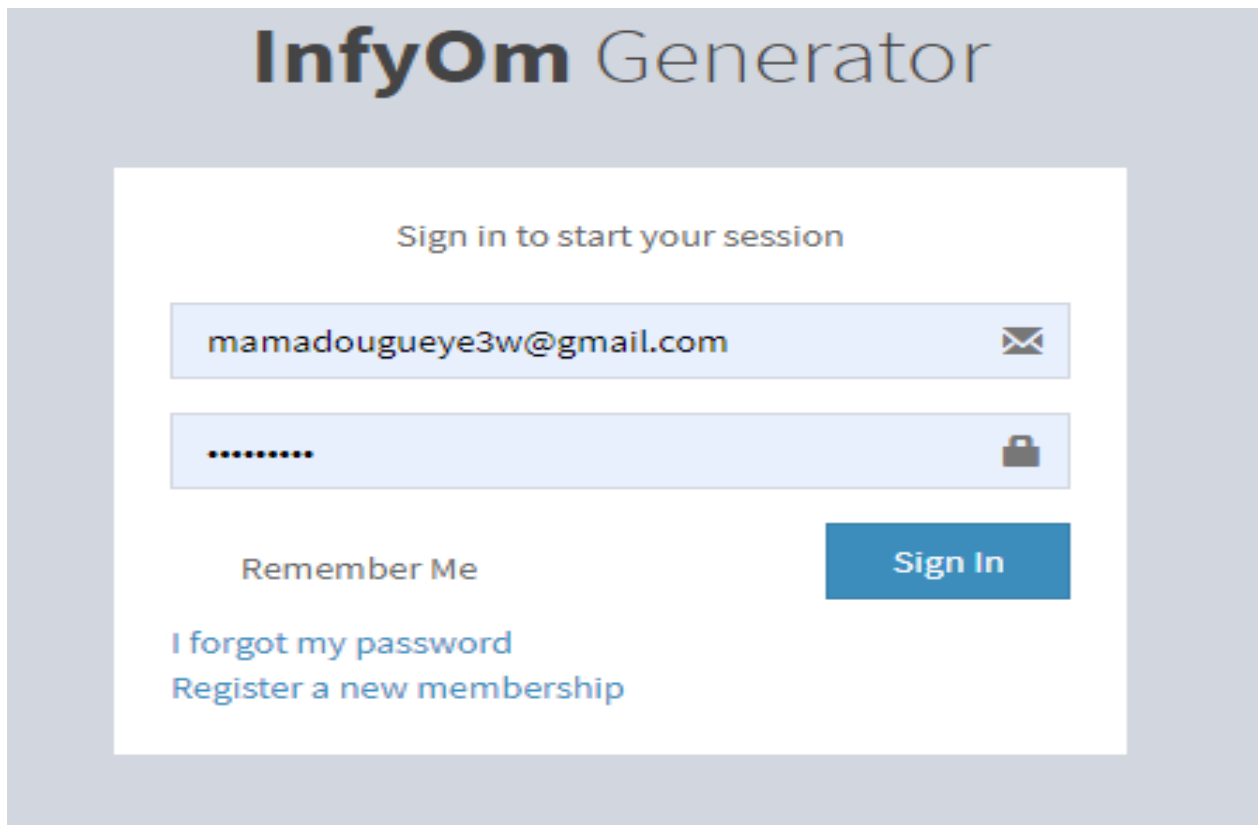 InfyOm Generator
Sign in to start your session
mamadougueye3w@gmail.com
•••••••••
Remember Me
Sign In
I forgot my password
Register a new membership